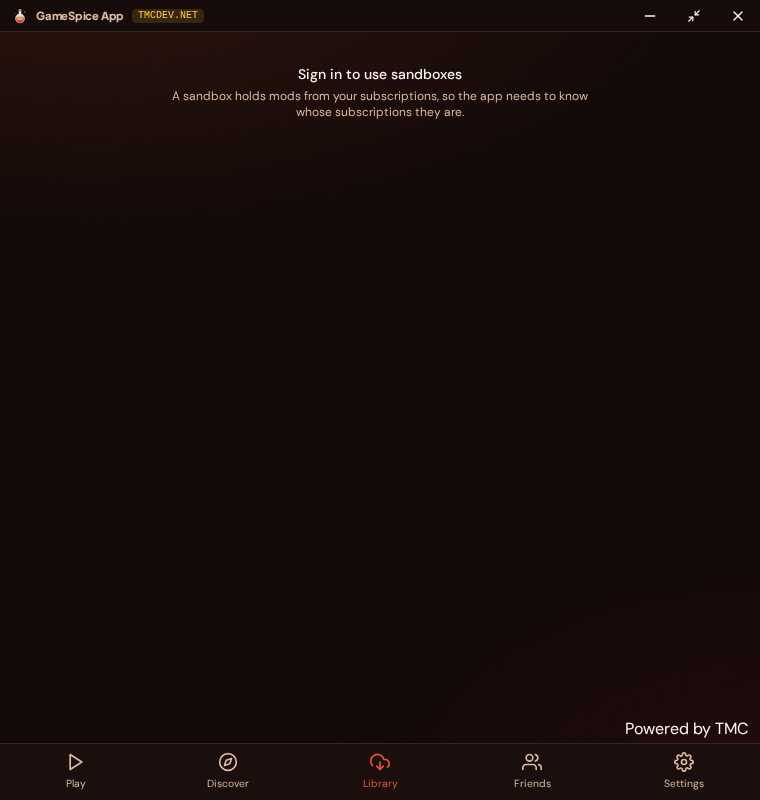 GameSpice App TMCDEV.NET
Sign in to use sandboxes
A sandbox holds mods from your subscriptions, so the app needs to know
whose subscriptions they are.
Powered by TMC
Play Discover Library Friends Settings